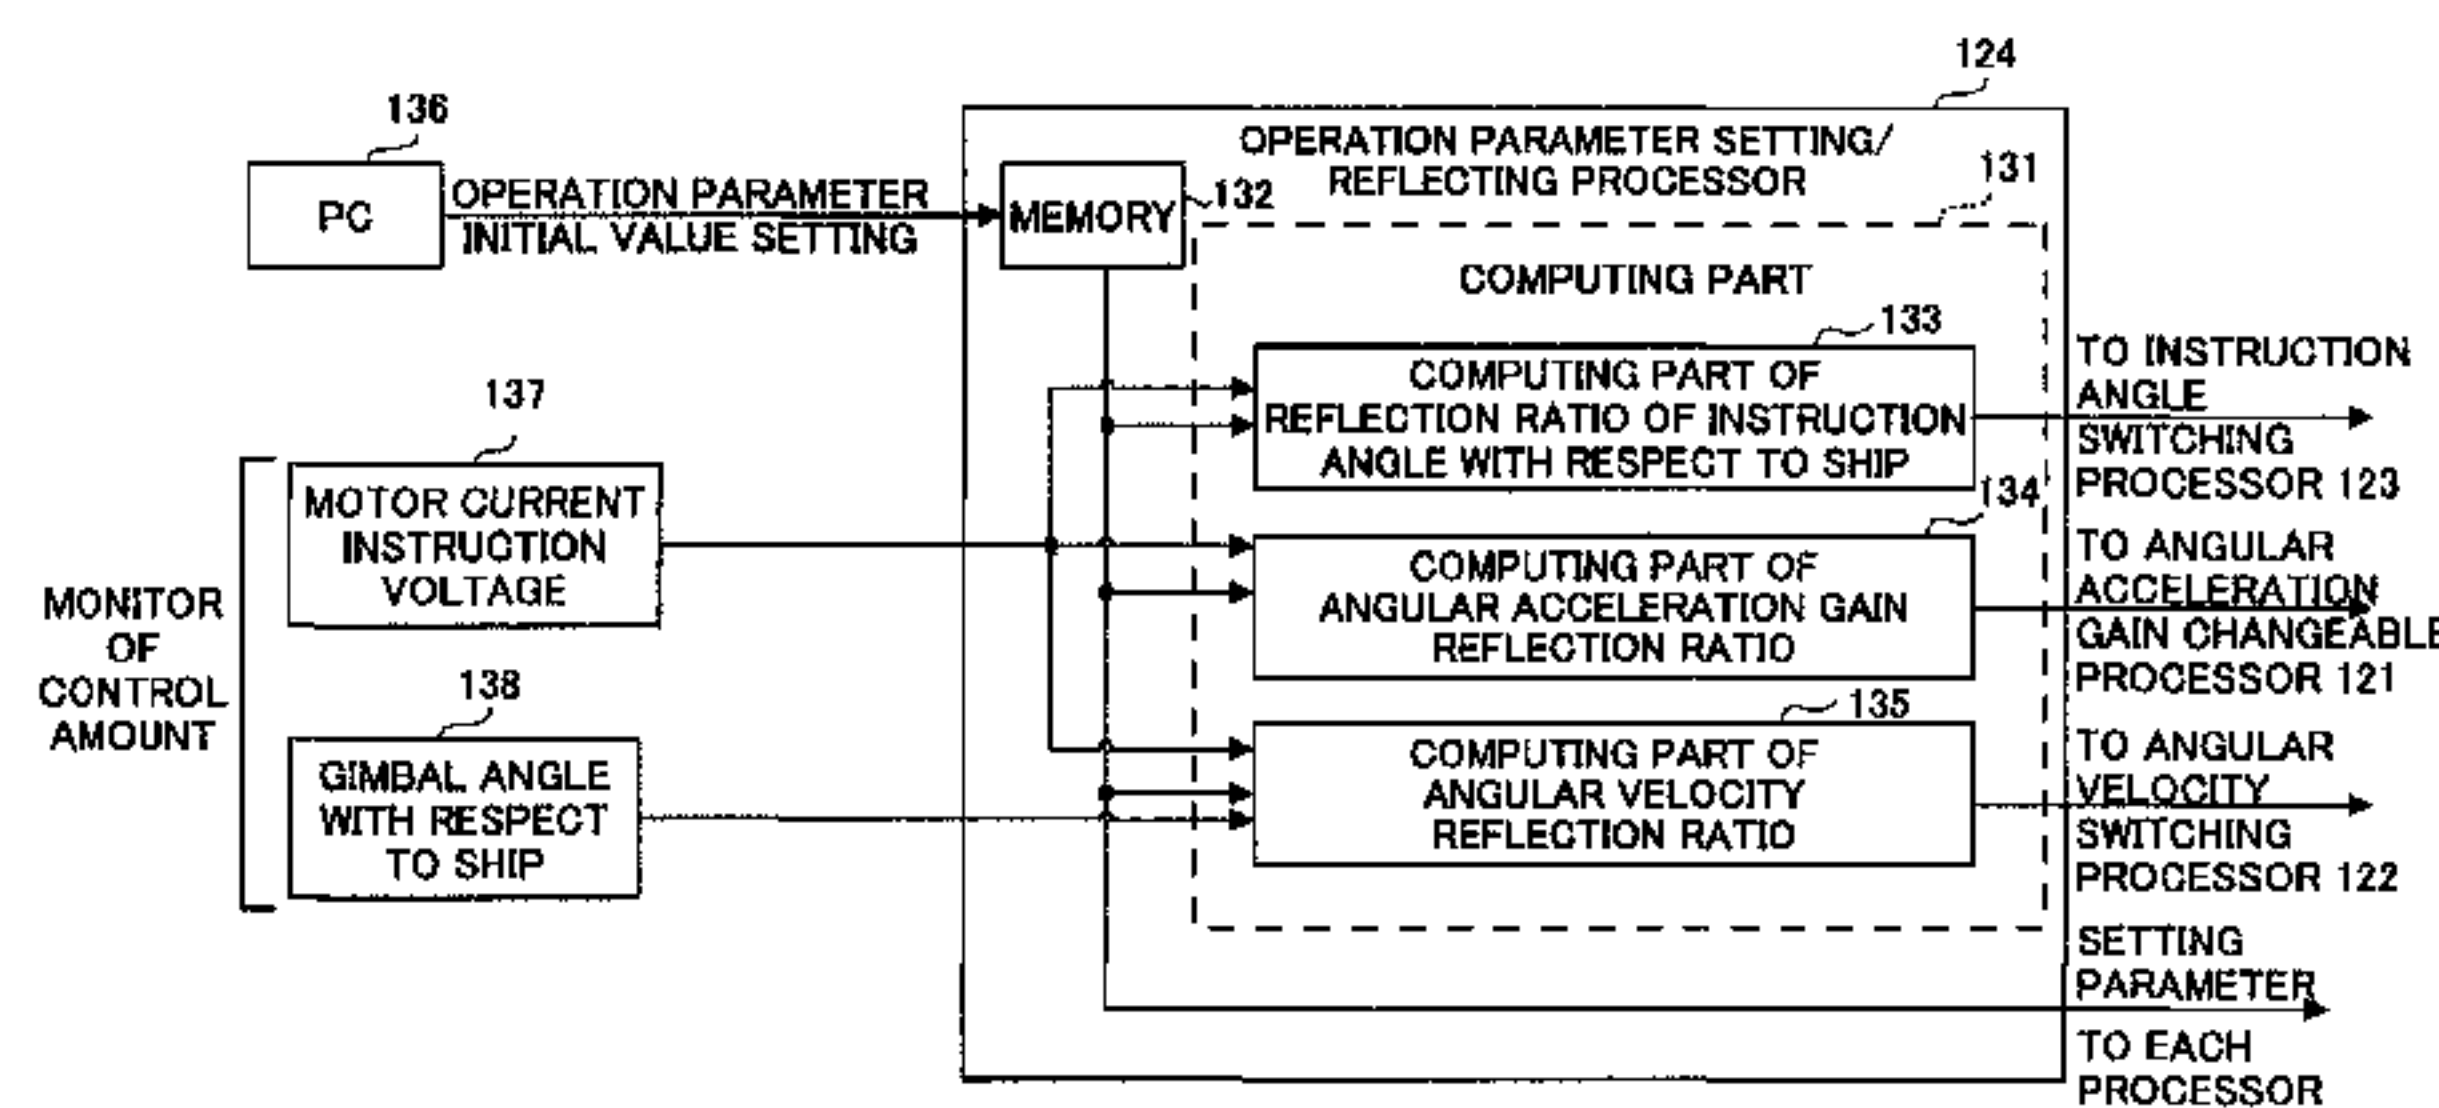 124
136
OPERATION PARAMETER SETTING/
REFLECTING PROCESSOR
131
PC
OPERATION PARAMETER
INITIAL VALUE SETTING
MEMORY
132
COMPUTING PART
133
COMPUTING PART OF
REFLECTION RATIO OF INSTRUCTION
ANGLE WITH RESPECT TO SHIP
TO INSTRUCTION
ANGLE
SWITCHING
PROCESSOR 123
137
MOTOR CURRENT
INSTRUCTION
VOLTAGE
134
COMPUTING PART OF
ANGULAR ACCELERATION GAIN
REFLECTION RATIO
TO ANGULAR
ACCELERATION
GAIN CHANGEABLE
PROCESSOR 121
MONITOR
OF
CONTROL
AMOUNT
138
GIMBAL ANGLE
WITH RESPECT
TO SHIP
135
COMPUTING PART OF
ANGULAR VELOCITY
REFLECTION RATIO
TO ANGULAR
VELOCITY
SWITCHING
PROCESSOR 122
SETTING
PARAMETER
TO EACH
PROCESSOR